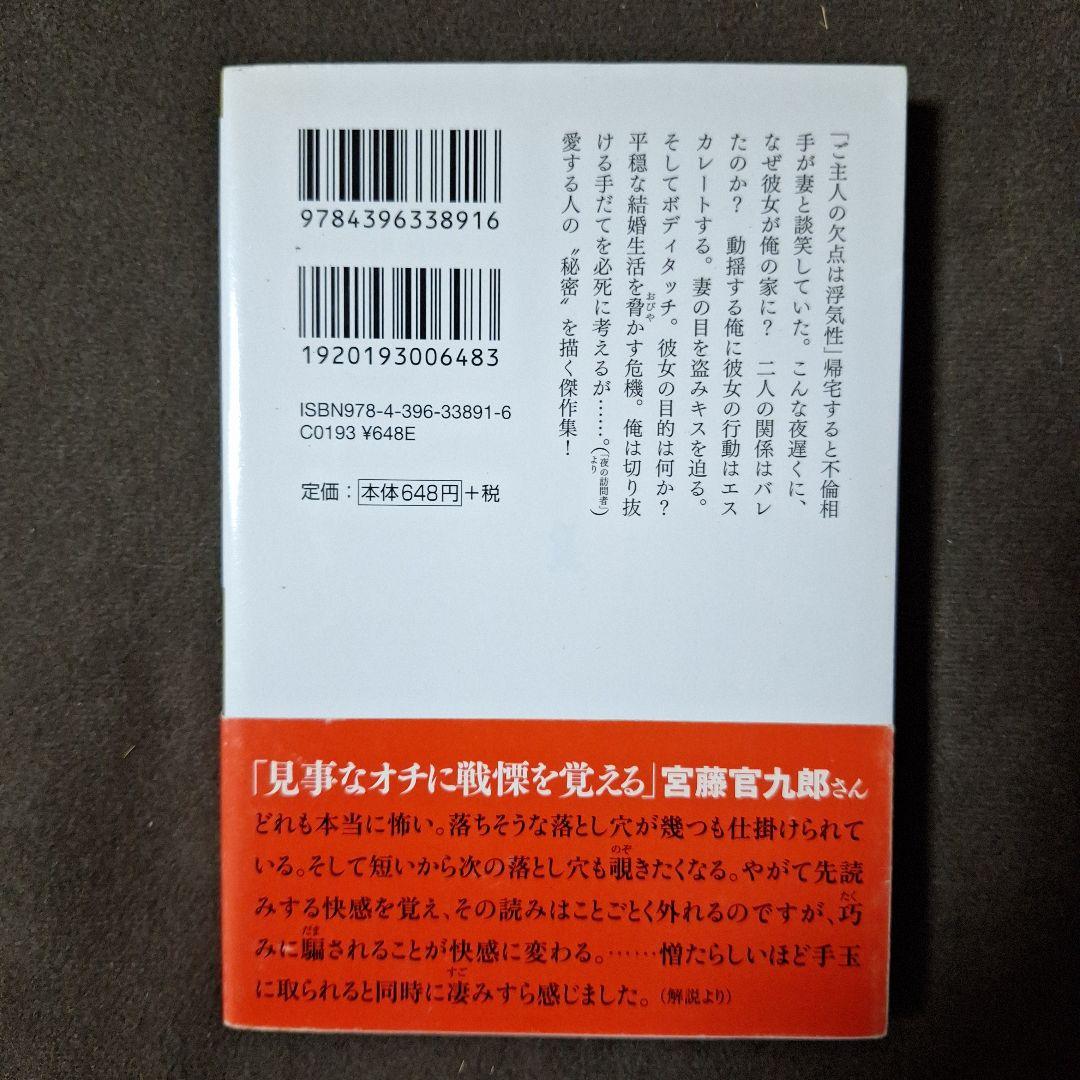 「ご主人の欠点は浮気性」帰宅すると不倫相
手が妻と談笑していた。こんな夜遅くに、
なぜ彼女が俺の家に？　二人の関係はバレ
たのか？　動揺する俺に彼女の行動はエス
カレートする。妻の目を盗みキスを迫る。
そしてボディタッチ。彼女の目的は何か？
平穏な結婚生活を脅かす危機。俺は切り抜
おびや
ける手だてを必死に考えるが……。（「夜の訪問者」より）
愛する人の〝秘密〟を描く傑作集！
9784396338916
1920193006483
ISBN978-4-396-33891-6
C0193 ¥648E
定価：本体648円＋税
「見事なオチに戦慄を覚える」宮藤官九郎さん
どれも本当に怖い。落ちそうな落とし穴が幾つも仕掛けられて
のぞ
いる。そして短いから次の落とし穴も覗きたくなる。やがて先読
たく
みする快感を覚え、その読みはことごとく外れるのですが、巧
だま
みに騙されることが快感に変わる。……憎たらしいほど手玉
すご
に取られると同時に凄みすら感じました。（解説より）